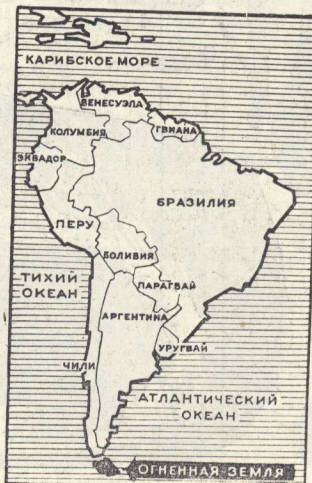 КАРИБСКОЕ МОРЕ
ВЕНЕСУЭЛА
КОЛУМБИЯ
ГВИАНА
ЭКВАДОР
БРАЗИЛИЯ
ПЕРУ
БОЛИВИЯ
ТИХИЙ
ОКЕАН
ПАРАГВАЙ
АРГЕНТИНА
УРУГВАЙ
ЧИЛИ
АТЛАНТИЧЕСКИЙ
ОКЕАН
ОГНЕННАЯ ЗЕМЛЯ